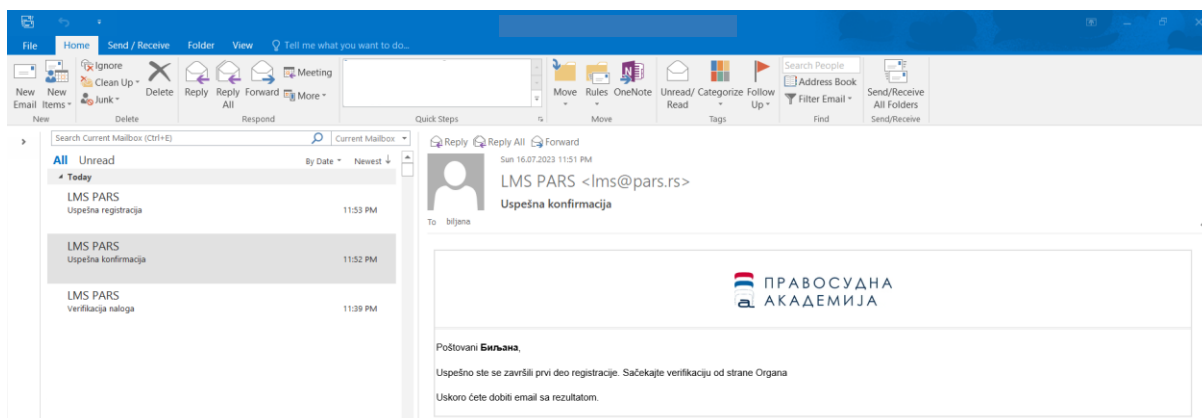 File Home Send / Receive Folder View Tell me what you want to do...
New Email
New Items
Ignore
Clean Up
Junk
Delete
Reply
Reply All
Forward
Meeting
More
Move
Rules
OneNote
Unread/ Read
Categorize
Follow Up
Search People
Address Book
Filter Email
Send/Receive All Folders
New Delete Respond Quick Steps Move Tags Find Send/Receive
Search Current Mailbox (Ctrl+E) Current Mailbox
All Unread By Date Newest
Today
LMS PARS
Uspešna registracija 11:53 PM
LMS PARS
Uspešna konfirmacija 11:52 PM
LMS PARS
Verifikacija naloga 11:39 PM
Reply Reply All Forward
Sun 16.07.2023 11:51 PM
LMS PARS <lms@pars.rs>
Uspešna konfirmacija
To biljana
ПРАВОСУДНА
АКАДЕМИЈА
Poštovani Биљана,
Uspešno ste se završili prvi deo registracije. Sačekajte verifikaciju od strane Organa
Uskoro ćete dobiti email sa rezultatom.